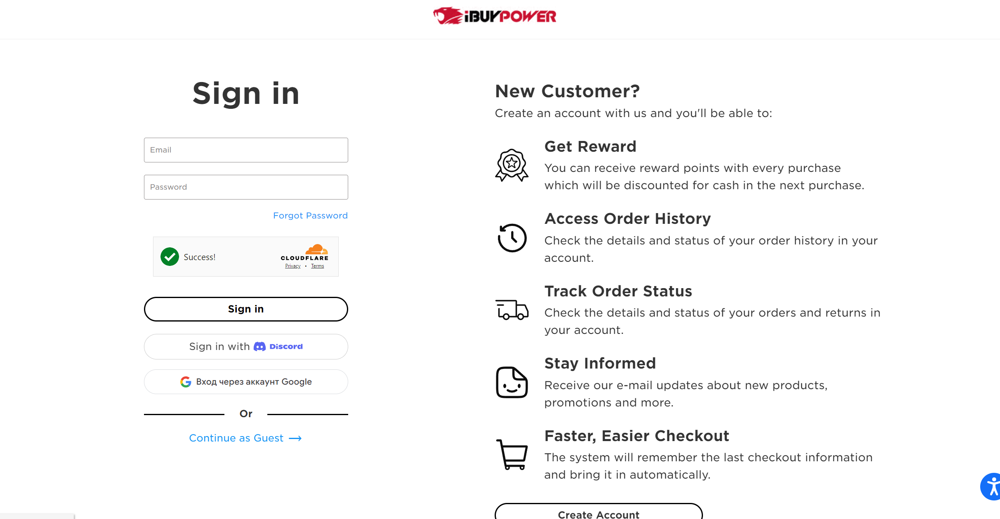 iBUYPOWER
Sign in
Email
Password
Forgot Password
Success!
CLOUDFLARE
Privacy • Terms
Sign in
Sign in with Discord
Вход через аккаунт Google
Or
Continue as Guest
New Customer?
Create an account with us and you'll be able to:
Get Reward
You can receive reward points with every purchase
which will be discounted for cash in the next purchase.
Access Order History
Check the details and status of your order history in your
account.
Track Order Status
Check the details and status of your orders and returns in
your account.
Stay Informed
Receive our e-mail updates about new products,
promotions and more.
Faster, Easier Checkout
The system will remember the last checkout information
and bring it in automatically.
Create Account